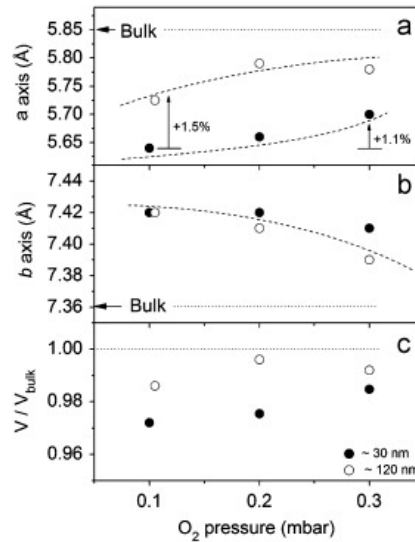 5.85
Bulk
a
5.80
5.75
5.70
5.65
a axis (Å)
+1.5%
+1.1%
7.44
b
7.42
7.40
7.38
7.36
b axis (Å)
Bulk
1.00
c
0.98
0.96
V / Vbulk
~ 30 nm
~ 120 nm
0.1 0.2 0.3
O2 pressure (mbar)